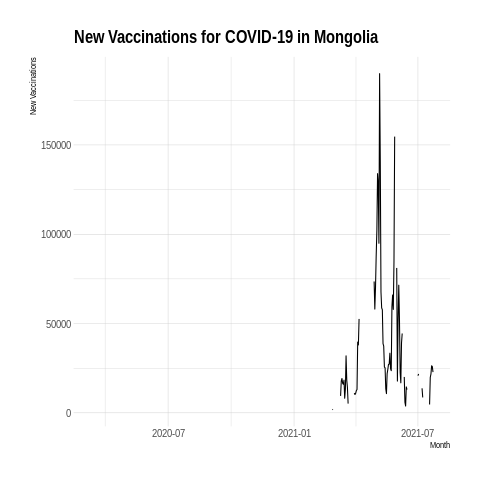 New Vaccinations for COVID-19 in Mongolia
New Vaccinations
150000
100000
50000
0
2020-07 2021-01 2021-07
Month